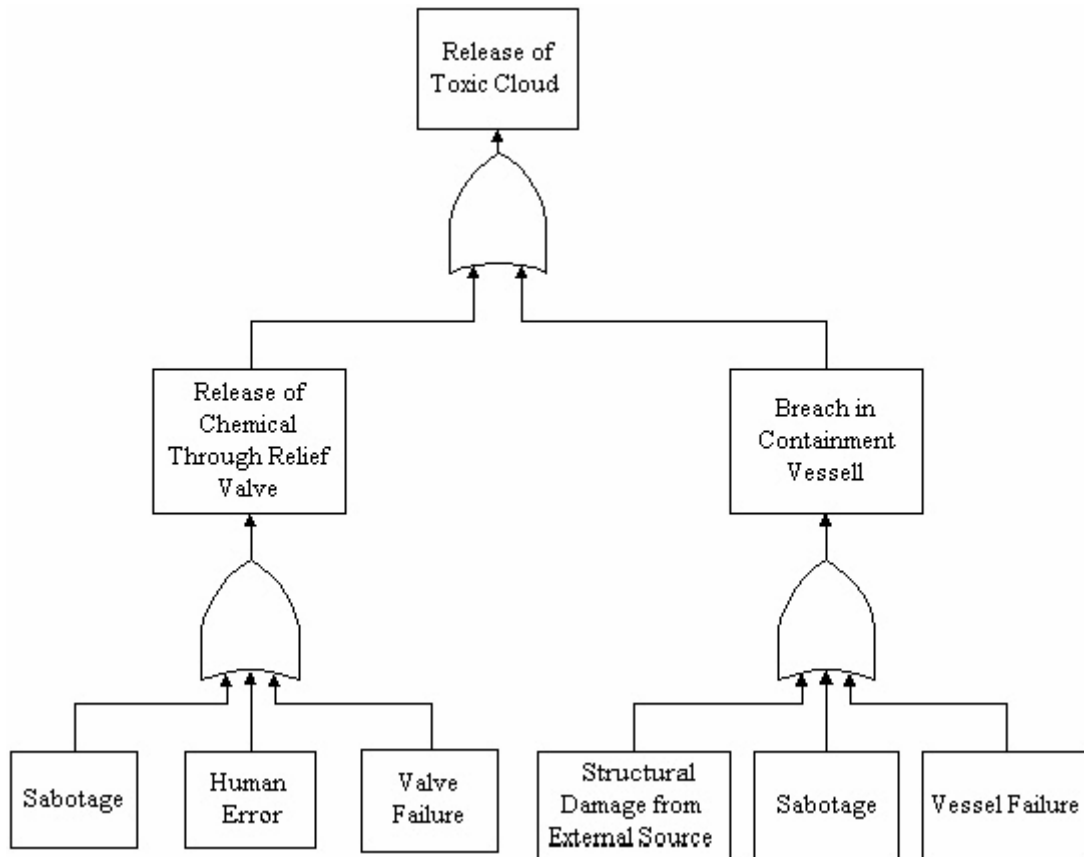 Release of
Toxic Cloud
Release of
Chemical
Through Relief
Valve
Breach in
Containment
Vessell
Sabotage
Human
Error
Valve
Failure
Structural
Damage from
External Source
Sabotage
Vessel Failure